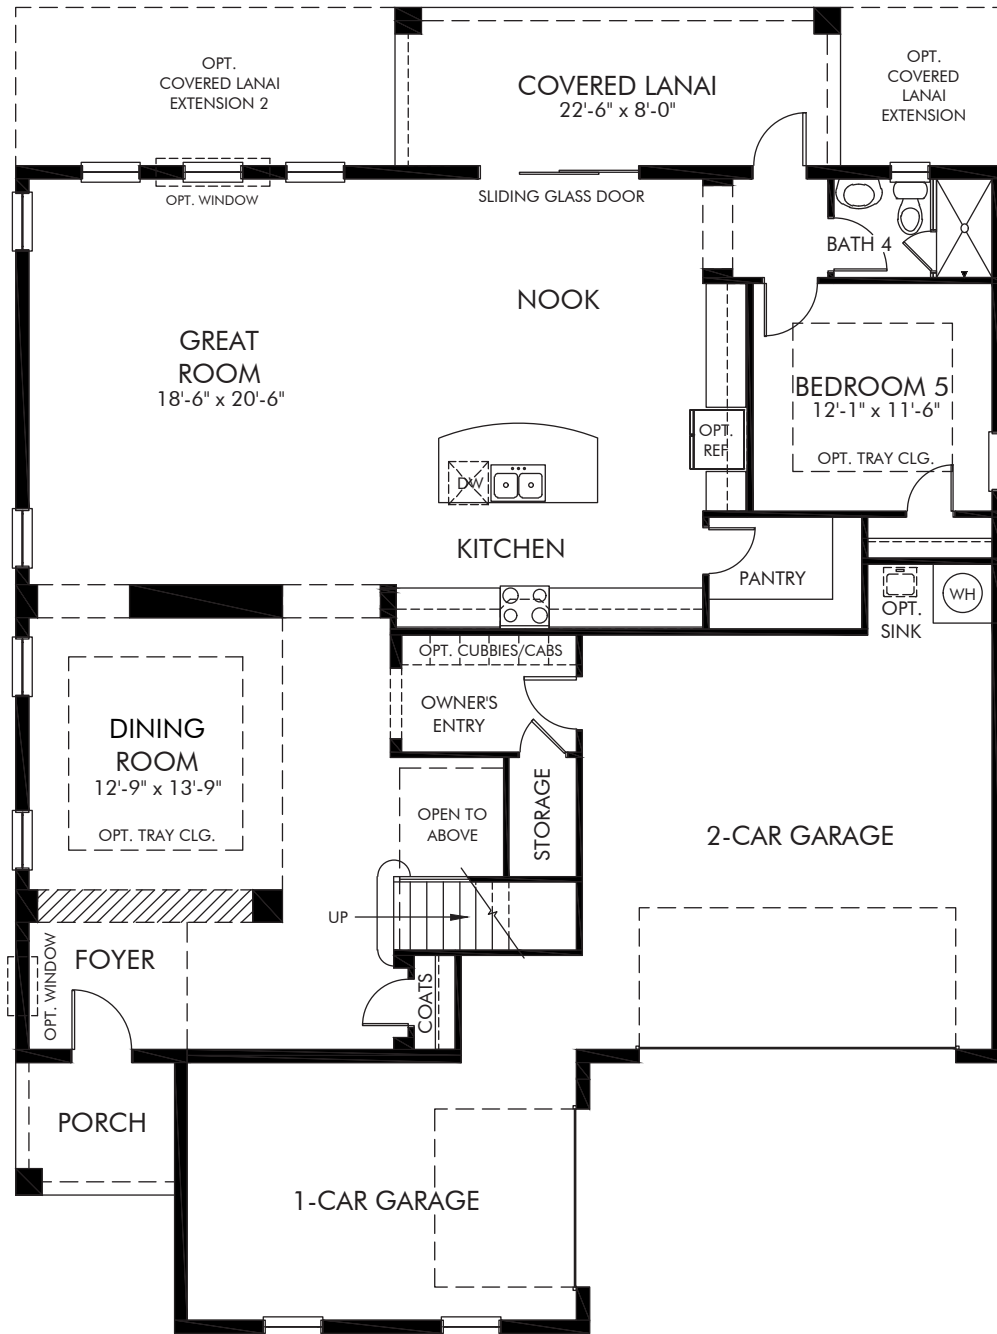 OPT.
COVERED LANAI
EXTENSION 2
COVERED LANAI
22'-6" x 8'-0"
OPT.
COVERED
LANAI
EXTENSION
OPT. WINDOW
SLIDING GLASS DOOR
BATH 4
NOOK
GREAT
ROOM
18'-6" x 20'-6"
BEDROOM 5
12'-1" x 11'-6"
OPT. TRAY CLG.
OPT.
REF
DW
KITCHEN
PANTRY
OPT.
SINK
WH
OPT. CUBBIES/CABS
OWNER'S
ENTRY
DINING
ROOM
12'-9" x 13'-9"
OPT. TRAY CLG.
OPEN TO
ABOVE
STORAGE
2-CAR GARAGE
UP
FOYER
OPT. WINDOW
COATS
PORCH
1-CAR GARAGE